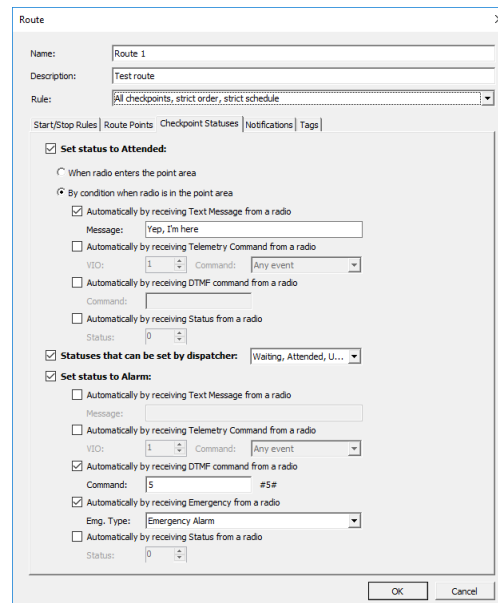 Route
Name: Route 1
Description: Test route
Rule: All checkpoints, strict order, strict schedule
Start/Stop Rules Route Points Checkpoint Statuses Notifications Tags
Set status to Attended:
When radio enters the point area
By condition when radio is in the point area
Automatically by receiving Text Message from a radio
Message: Yep, I'm here
Automatically by receiving Telemetry Command from a radio
VIO: 1 Command: Any event
Automatically by receiving DTMF command from a radio
Command:
Automatically by receiving Status from a radio
Status: 0
Statuses that can be set by dispatcher: Waiting, Attended, U...
Set status to Alarm:
Automatically by receiving Text Message from a radio
Message:
Automatically by receiving Telemetry Command from a radio
VIO: 1 Command: Any event
Automatically by receiving DTMF command from a radio
Command: 5 #5#
Automatically by receiving Emergency from a radio
Emg. Type: Emergency Alarm
Automatically by receiving Status from a radio
Status: 0
OK Cancel